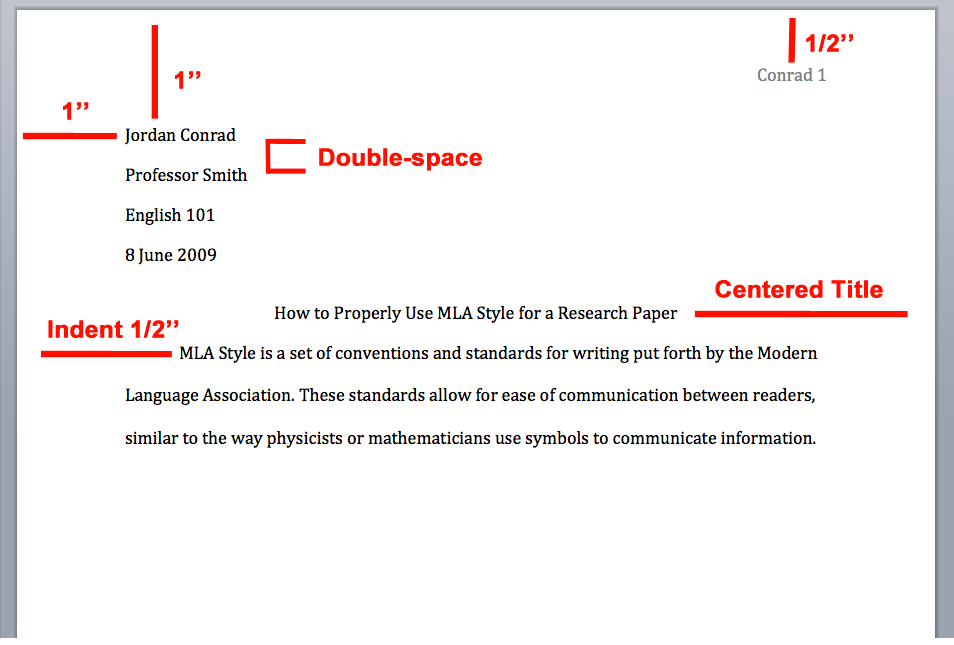 1/2’’
Conrad 1
1’’
1’’
Jordan Conrad
Double-space
Professor Smith
English 101
8 June 2009
Centered Title
How to Properly Use MLA Style for a Research Paper
Indent 1/2’’
MLA Style is a set of conventions and standards for writing put forth by the Modern
Language Association. These standards allow for ease of communication between readers,
similar to the way physicists or mathematicians use symbols to communicate information.